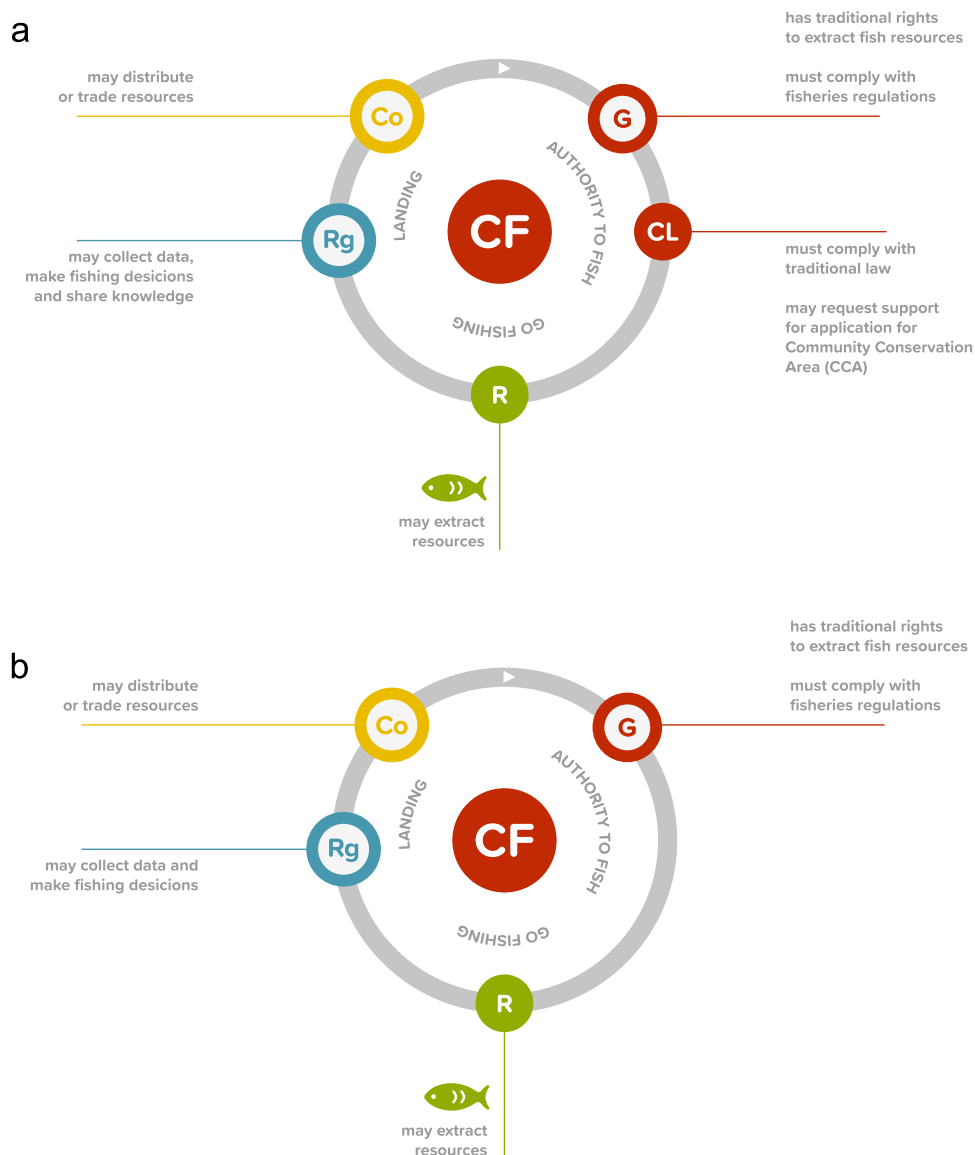 a
has traditional rights
to extract fish resources
may distribute
or trade resources
must comply with
fisheries regulations
Co
G
LANDING
AUTHORITY TO FISH
CF
Rg
CL
may collect data,
make fishing desicions
and share knowledge
must comply with
traditional law
may request support
for application for
Community Conservation
Area (CCA)
GO FISHING
R
may extract
resources
b
has traditional rights
to extract fish resources
may distribute
or trade resources
must comply with
fisheries regulations
Co
G
LANDING
AUTHORITY TO FISH
CF
Rg
may collect data and
make fishing desicions
GO FISHING
R
may extract
resources